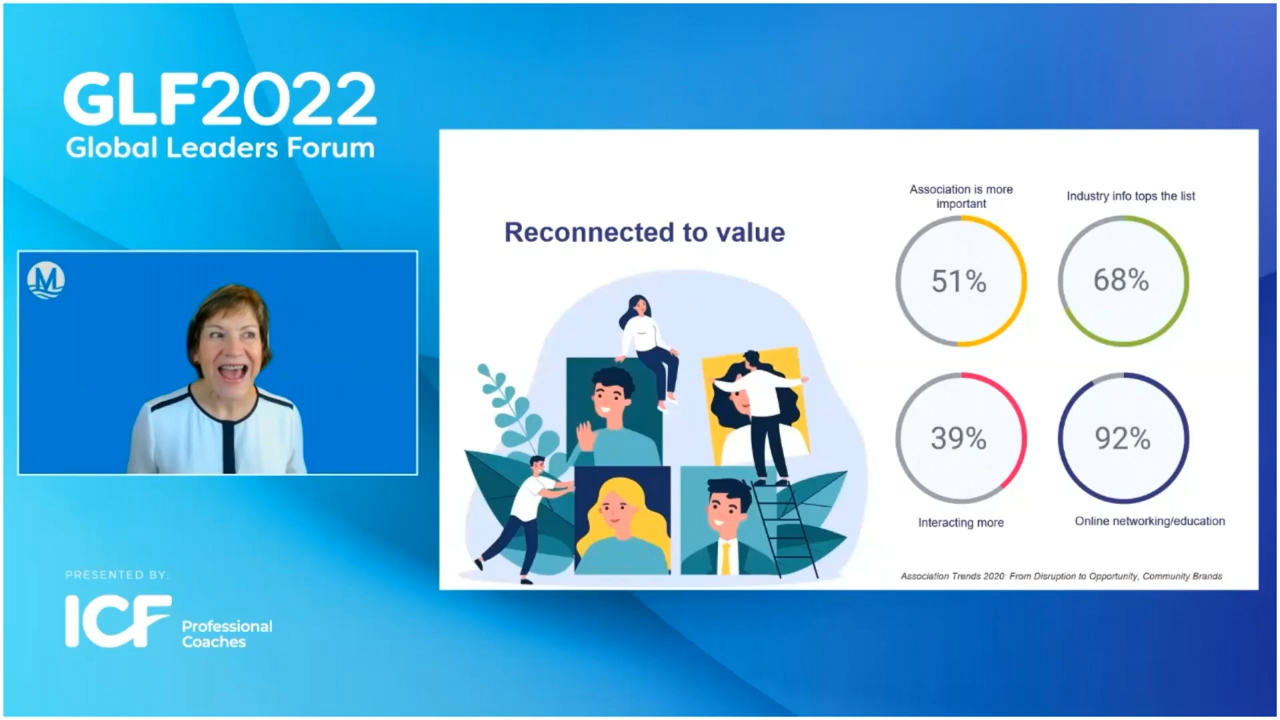 GLF2022
Global Leaders Forum
M
PRESENTED BY:
ICF
Professional
Coaches
Reconnected to value
Association is more
important
51%
Industry info tops the list
68%
39%
Interacting more
92%
Online networking/education
Association Trends 2020: From Disruption to Opportunity, Community Brands